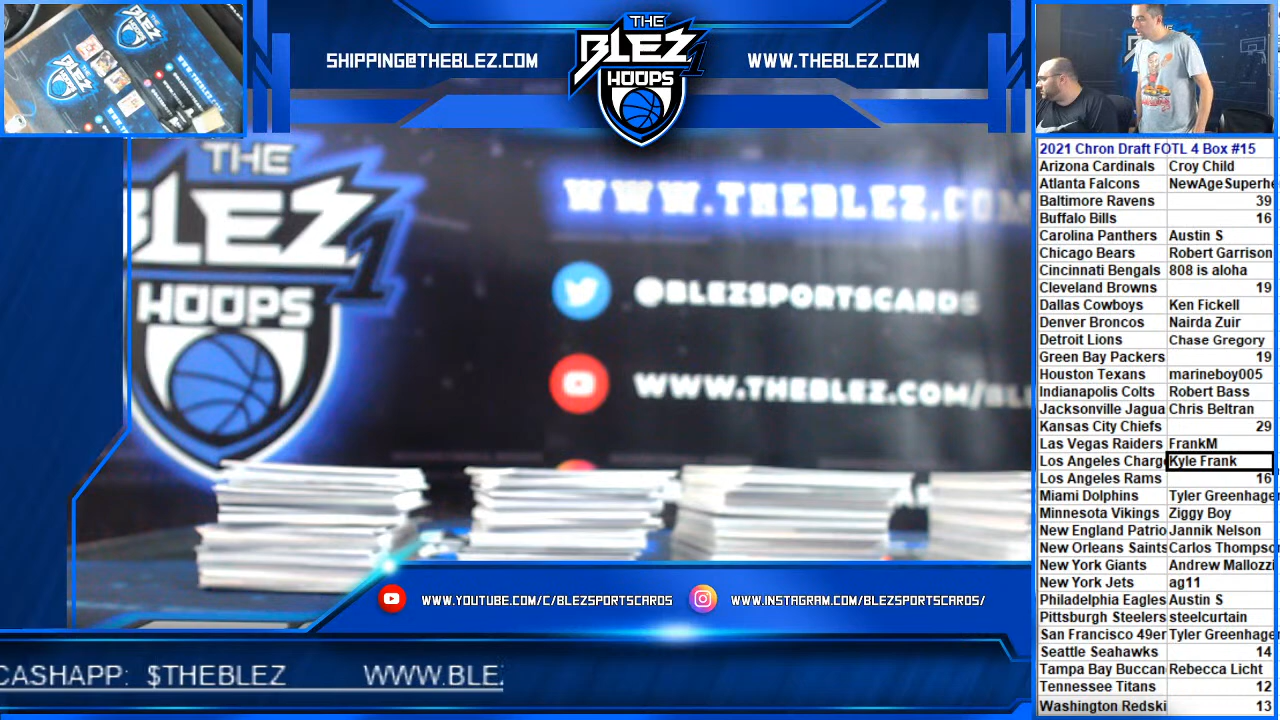 SHIPPING@THEBLEZ.COM
THE
BLEZ 1
HOOPS
WWW.THEBLEZ.COM
THE
BLEZ 1
HOOPS
WWW.THEBLEZ.COM
@BLEZSPORTSCARDS
WWW.THEBLEZ.COM/BL
WWW.YOUTUBE.COM/C/BLEZSPORTSCARDS
WWW.INSTAGRAM.COM/BLEZSPORTSCARDS/
CASHAPP: $THEBLEZ WWW.BLEZ
2021 Chron Draft FOTL 4 Box #15
Arizona Cardinals Croy Child
Atlanta Falcons NewAgeSuperhe
Baltimore Ravens 39
Buffalo Bills 16
Carolina Panthers Austin S
Chicago Bears Robert Garrison
Cincinnati Bengals 808 is aloha
Cleveland Browns 19
Dallas Cowboys Ken Fickell
Denver Broncos Nairda Zuir
Detroit Lions Chase Gregory
Green Bay Packers 19
Houston Texans marineboy005
Indianapolis Colts Robert Bass
Jacksonville Jagua Chris Beltran
Kansas City Chiefs 29
Las Vegas Raiders FrankM
Los Angeles Charg Kyle Frank
Los Angeles Rams 16
Miami Dolphins Tyler Greenhage
Minnesota Vikings Ziggy Boy
New England Patrio Jannik Nelson
New Orleans Saints Carlos Thompso
New York Giants Andrew Mallozzi
New York Jets ag11
Philadelphia Eagles Austin S
Pittsburgh Steelers steelcurtain
San Francisco 49er Tyler Greenhage
Seattle Seahawks 14
Tampa Bay Buccan Rebecca Licht
Tennessee Titans 12
Washington Redski 13